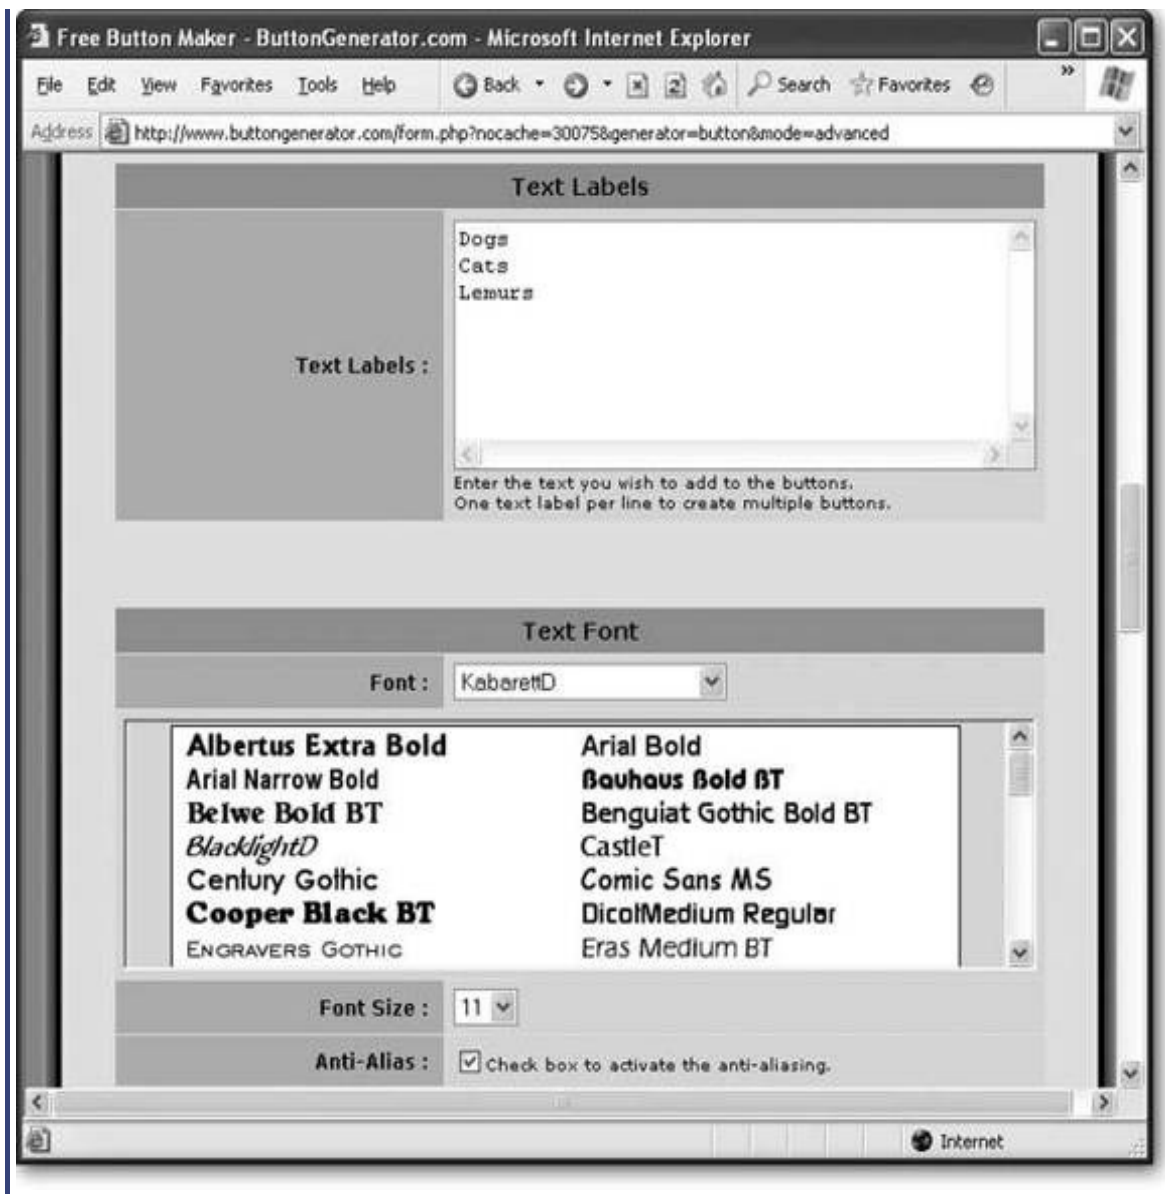 Free Button Maker - ButtonGenerator.com - Microsoft Internet Explorer
File Edit View Favorites Tools Help Back Search Favorites »
Address http://www.buttongenerator.com/form.php?nocache=30075&generator=button&mode=advanced
Text Labels
Dogs
Cats
Lemurs
Text Labels :
Enter the text you wish to add to the buttons.
One text label per line to create multiple buttons.
Text Font
Font : KabarettD
Albertus Extra Bold Arial Bold
Arial Narrow Bold Bauhaus Bold BT
Belwe Bold BT Benguiat Gothic Bold BT
BlacklightD CastleT
Century Gothic Comic Sans MS
Cooper Black BT DicotMedium Regular
Engravers Gothic Eras Medium BT
Font Size : 11
Anti-Alias : Check box to activate the anti-aliasing.
Internet